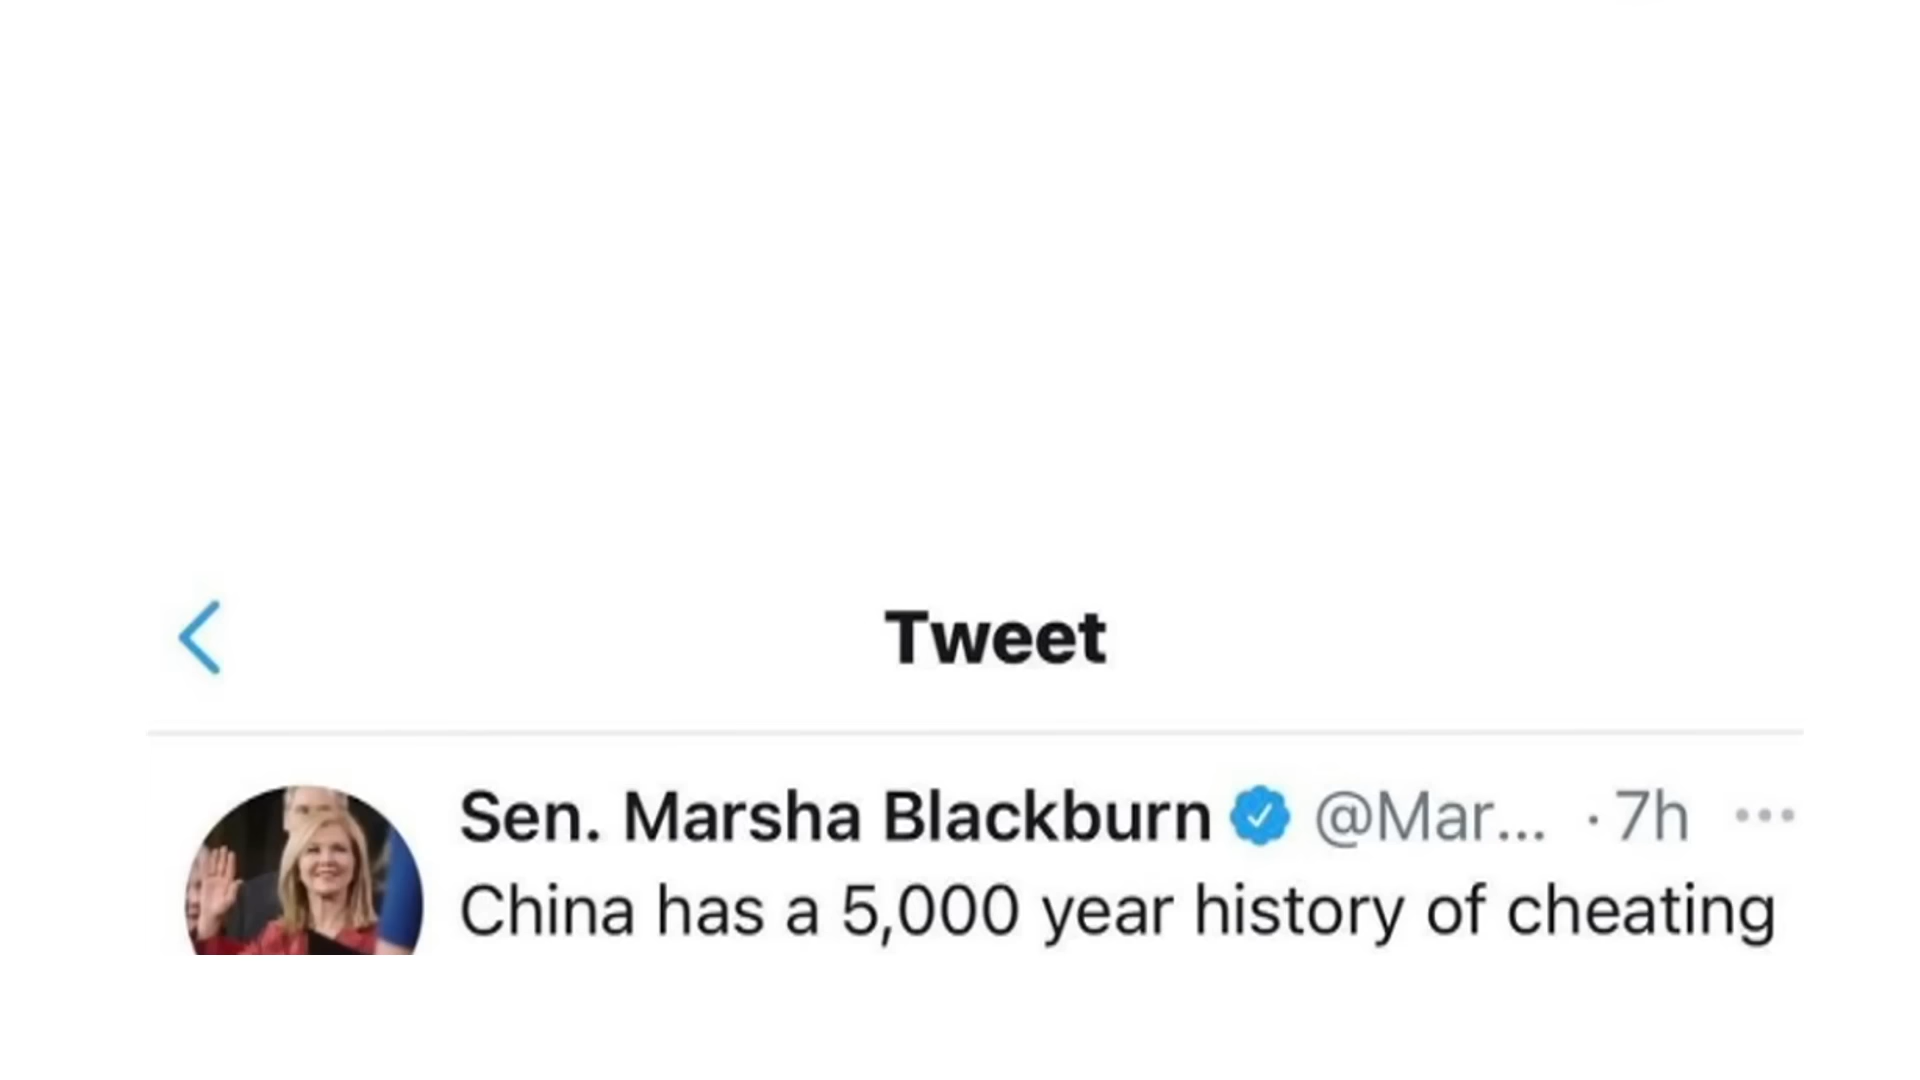 Tweet
Sen. Marsha Blackburn @Mar... · 7h ...
China has a 5,000 year history of cheating